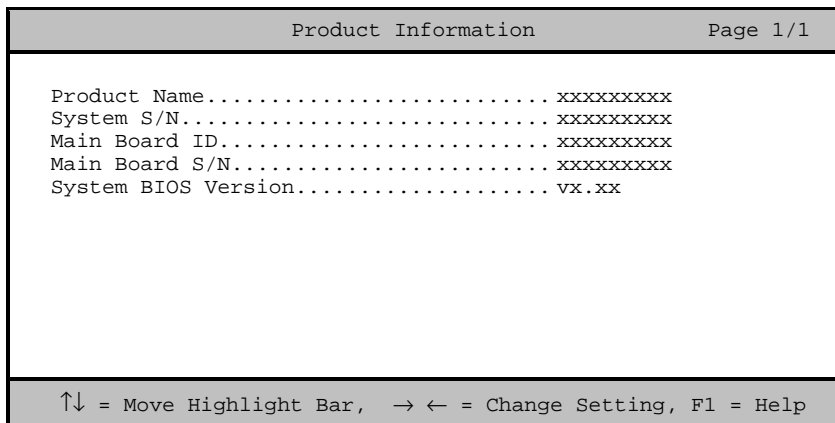 Product Information Page 1/1
Product Name........................... xxxxxxxxx
System S/N............................. xxxxxxxxx
Main Board ID.......................... xxxxxxxxx
Main Board S/N......................... xxxxxxxxx
System BIOS Version.................... vx.xx
↑↓ = Move Highlight Bar, → ← = Change Setting, F1 = Help